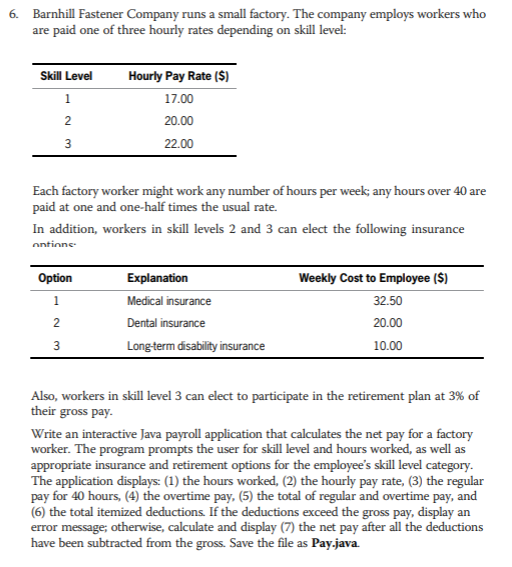 6. Barnhill Fastener Company runs a small factory. The company employs workers who
are paid one of three hourly rates depending on skill level:
Skill Level Hourly Pay Rate ($)
1 17.00
2 20.00
3 22.00
Each factory worker might work any number of hours per week; any hours over 40 are
paid at one and one-half times the usual rate.
In addition, workers in skill levels 2 and 3 can elect the following insurance
options:
Option Explanation Weekly Cost to Employee ($)
1 Medical insurance 32.50
2 Dental insurance 20.00
3 Long-term disability insurance 10.00
Also, workers in skill level 3 can elect to participate in the retirement plan at 3% of
their gross pay.
Write an interactive Java payroll application that calculates the net pay for a factory
worker. The program prompts the user for skill level and hours worked, as well as
appropriate insurance and retirement options for the employee's skill level category.
The application displays: (1) the hours worked, (2) the hourly pay rate, (3) the regular
pay for 40 hours, (4) the overtime pay, (5) the total of regular and overtime pay, and
(6) the total itemized deductions. If the deductions exceed the gross pay, display an
error message; otherwise, calculate and display (7) the net pay after all the deductions
have been subtracted from the gross. Save the file as Pay.java.